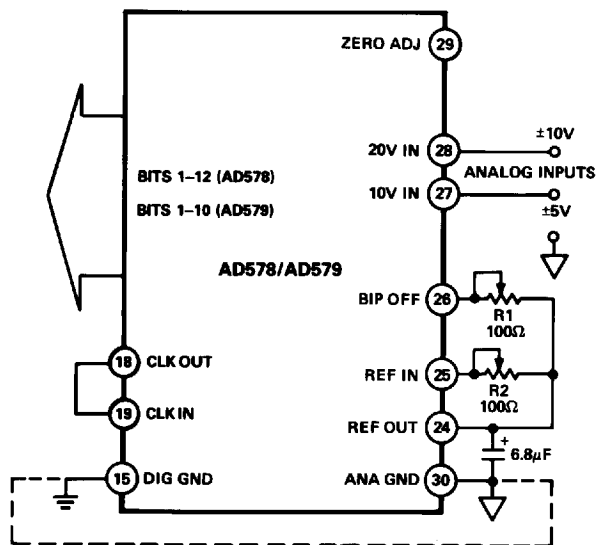 ZERO ADJ 29
±10V
20V IN 28
ANALOG INPUTS
BITS 1–12 (AD578)
10V IN 27
BITS 1–10 (AD579)
±5V
AD578/AD579
BIP OFF 26
R1
100Ω
18 CLK OUT
REF IN 25
R2
100Ω
19 CLK IN
REF OUT 24
+
6.8µF
15 DIG GND
ANA GND 30